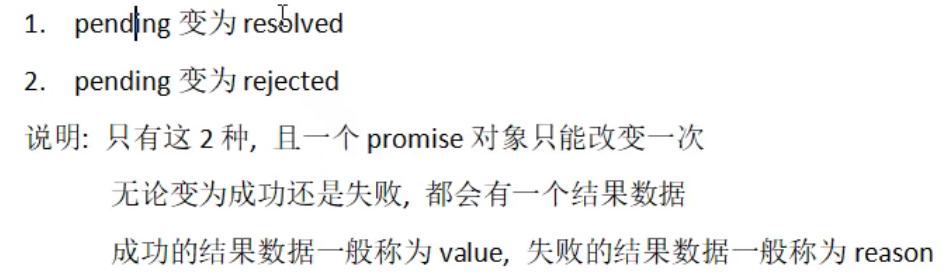 1. pending 变为 resolved
2. pending 变为 rejected
说明: 只有这 2 种, 且一个 promise 对象只能改变一次
无论变为成功还是失败, 都会有一个结果数据
成功的结果数据一般称为 value, 失败的结果数据一般称为 reason